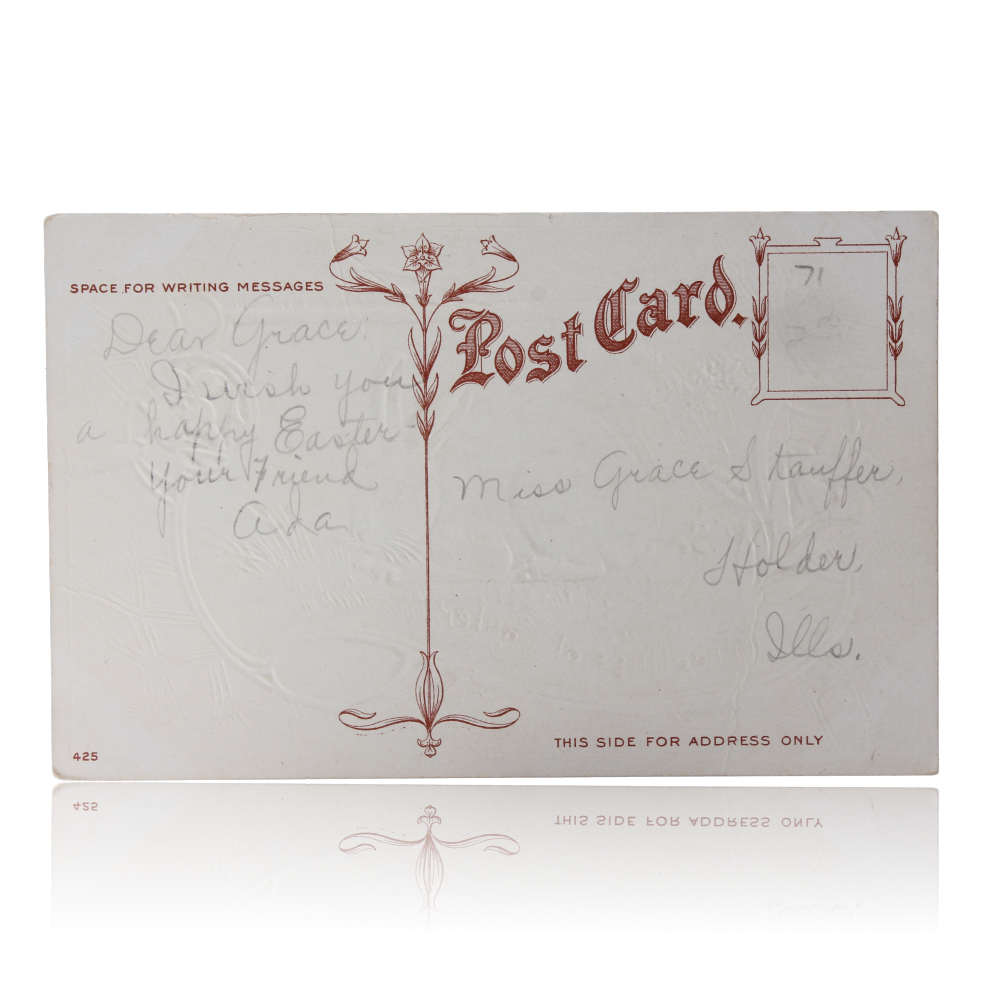 SPACE FOR WRITING MESSAGES
Dear Grace:
I wish you
a happy Easter
Your Friend
Ada.
425
Post Card.
71
Miss Grace Stauffer,
Holder,
Ills.
THIS SIDE FOR ADDRESS ONLY